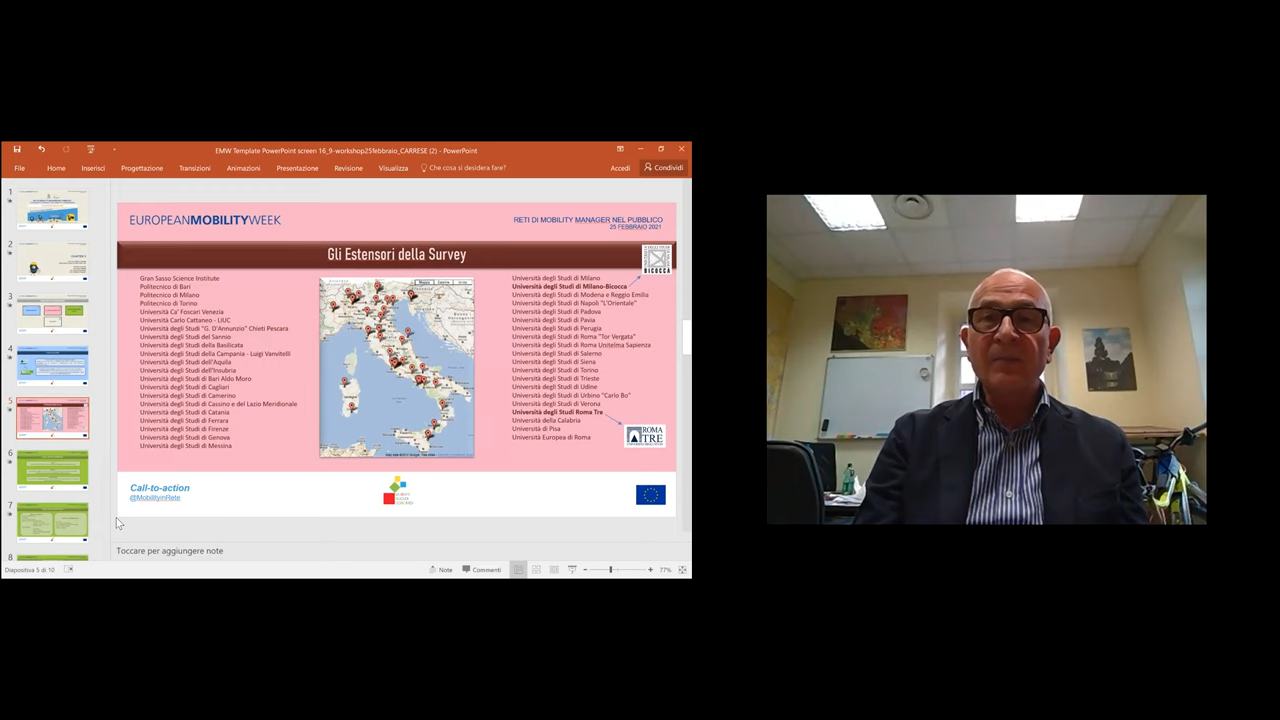 EMW Template PowerPoint screen 16_9-workshop25febbraio_CARRESE (2) - PowerPoint
File Home Inserisci Progettazione Transizioni Animazioni Presentazione Revisione Visualizza Che cosa si desidera fare? Accedi Condividi
1
2
3
4
5
6
7
8
EUROPEANMOBILITYWEEK
RETI DI MOBILITY MANAGER NEL PUBBLICO
25 FEBBRAIO 2021
Gli Estensori della Survey
BICOCCA
Gran Sasso Science Institute
Politecnico di Bari
Politecnico di Milano
Politecnico di Torino
Università Ca' Foscari Venezia
Università Carlo Cattaneo - LIUC
Università degli Studi "G. D'Annunzio" Chieti Pescara
Università degli Studi del Sannio
Università degli Studi della Basilicata
Università degli Studi della Campania - Luigi Vanvitelli
Università degli Studi dell'Aquila
Università degli Studi dell'Insubria
Università degli Studi di Bari Aldo Moro
Università degli Studi di Cagliari
Università degli Studi di Camerino
Università degli Studi di Cassino e del Lazio Meridionale
Università degli Studi di Catania
Università degli Studi di Ferrara
Università degli Studi di Firenze
Università degli Studi di Genova
Università degli Studi di Messina
Università degli Studi di Milano
Università degli Studi di Milano-Bicocca
Università degli Studi di Modena e Reggio Emilia
Università degli Studi di Napoli "L'Orientale"
Università degli Studi di Padova
Università degli Studi di Pavia
Università degli Studi di Perugia
Università degli Studi di Roma "Tor Vergata"
Università degli Studi di Roma Unitelma Sapienza
Università degli Studi di Salerno
Università degli Studi di Siena
Università degli Studi di Torino
Università degli Studi di Trieste
Università degli Studi di Udine
Università degli Studi di Urbino "Carlo Bo"
Università degli Studi di Verona
Università degli Studi Roma Tre
Università della Calabria
Università di Pisa
Università Europea di Roma
ROMA
TRE
Call-to-action
@MobilityinRete
Toccare per aggiungere note
Diapositiva 5 di 10
Note Commenti 77%